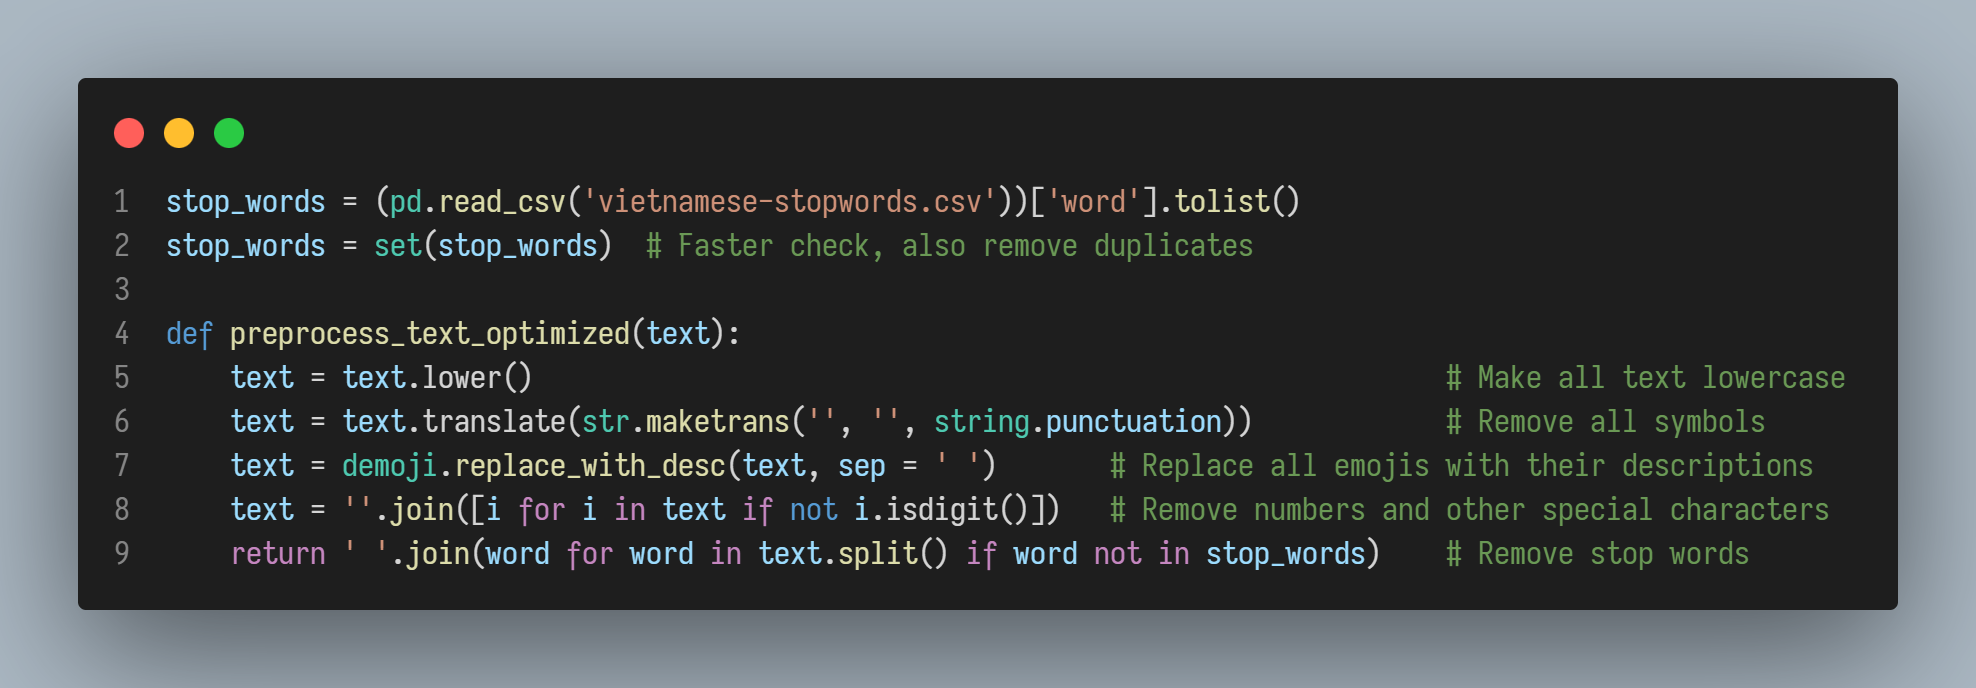 1 stop_words = (pd.read_csv('vietnamese-stopwords.csv'))['word'].tolist()
2 stop_words = set(stop_words)  # Faster check, also remove duplicates
3
4 def preprocess_text_optimized(text):
5     text = text.lower()                                                         # Make all text lowercase
6     text = text.translate(str.maketrans('', '', string.punctuation))            # Remove all symbols
7     text = demoji.replace_with_desc(text, sep = ' ')       # Replace all emojis with their descriptions
8     text = ''.join([i for i in text if not i.isdigit()])   # Remove numbers and other special characters
9     return ' '.join(word for word in text.split() if word not in stop_words)    # Remove stop words